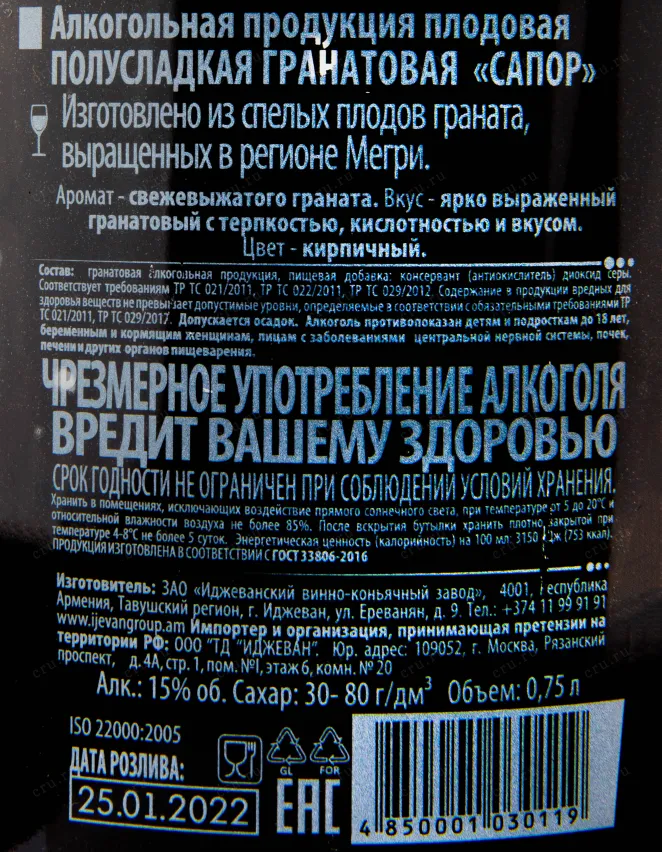 Алкогольная продукция плодовая
ПОЛУСЛАДКАЯ ГРАНАТОВАЯ «САПОР»
Изготовлено из спелых плодов граната,
выращенных в регионе Мегри.
Аромат - свежевыжатого граната. Вкус - ярко выраженный
гранатовый с терпкостью, кислотностью и вкусом.
Цвет - кирпичный.
Состав: гранатовая алкогольная продукция, пищевая добавка: консервант (антиокислитель) диоксид серы.
Соответствует требованиям ТР ТС 021/2011, ТР ТС 022/2011, ТР ТС 029/2012. Содержание в продукции вредных для
здоровья веществ не превышает допустимые уровни, определяемые в соответствии с обязательными требованиями ТР
ТС 021/2011, ТР ТС 029/2017. Допускается осадок. Алкоголь противопоказан детям и подросткам до 18 лет,
беременным и кормящим женщинам, лицам с заболеваниями центральной нервной системы, почек,
печени и других органов пищеварения.
ЧРЕЗМЕРНОЕ УПОТРЕБЛЕНИЕ АЛКОГОЛЯ
ВРЕДИТ ВАШЕМУ ЗДОРОВЬЮ
СРОК ГОДНОСТИ НЕ ОГРАНИЧЕН ПРИ СОБЛЮДЕНИИ УСЛОВИЙ ХРАНЕНИЯ.
Хранить в помещениях, исключающих воздействие прямого солнечного света, при температуре от 5 до 20°С и
относительной влажности воздуха не более 85%. После вскрытия бутылки хранить плотно закрытой при
температуре 4-8°С не более 5 суток. Энергетическая ценность (калорийность) на 100 мл: 3150 кДж (753 ккал).
ПРОДУКЦИЯ ИЗГОТОВЛЕНА В СООТВЕТСТВИИ С ГОСТ 33806-2016
Изготовитель: ЗАО «Иджеванский винно-коньячный завод», 4001, Республика
Армения, Тавушский регион, г. Иджеван, ул. Ереванян, д. 9. Тел.: +374 11 99 91 91
www.ijevangroup.am Импортер и организация, принимающая претензии на
территории РФ: ООО "ТД "ИДЖЕВАН". Юр. адрес: 109052, г. Москва, Рязанский
проспект, д. 4А, стр. 1, пом. №I, этаж 6, комн. № 20
Алк.: 15% об. Сахар: 30- 80 г/дм³ Объем: 0,75 л
ISO 22000:2005
ДАТА РОЗЛИВА:
25.01.2022
GL FOR
EAC
4 850001 030119
cru.ru